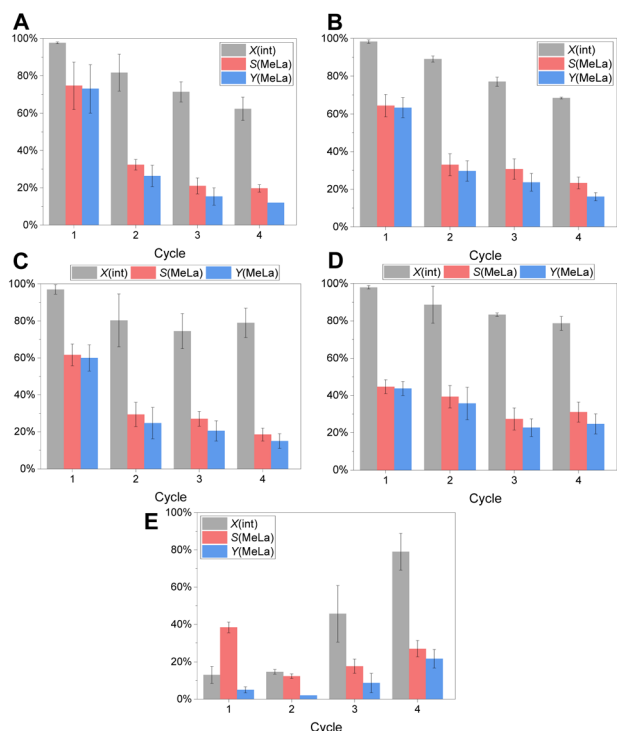 A
100%
80%
60%
40%
20%
0%
X(int)
S(MeLa)
Y(MeLa)
1 2 3 4
Cycle
B
100%
80%
60%
40%
20%
0%
X(int)
S(MeLa)
Y(MeLa)
1 2 3 4
Cycle
C
X(int) S(MeLa) Y(MeLa)
100%
80%
60%
40%
20%
0%
1 2 3 4
Cycle
D
X(int) S(MeLa) Y(MeLa)
100%
80%
60%
40%
20%
0%
1 2 3 4
Cycle
E
100%
80%
60%
40%
20%
0%
X(int)
S(MeLa)
Y(MeLa)
1 2 3 4
Cycle